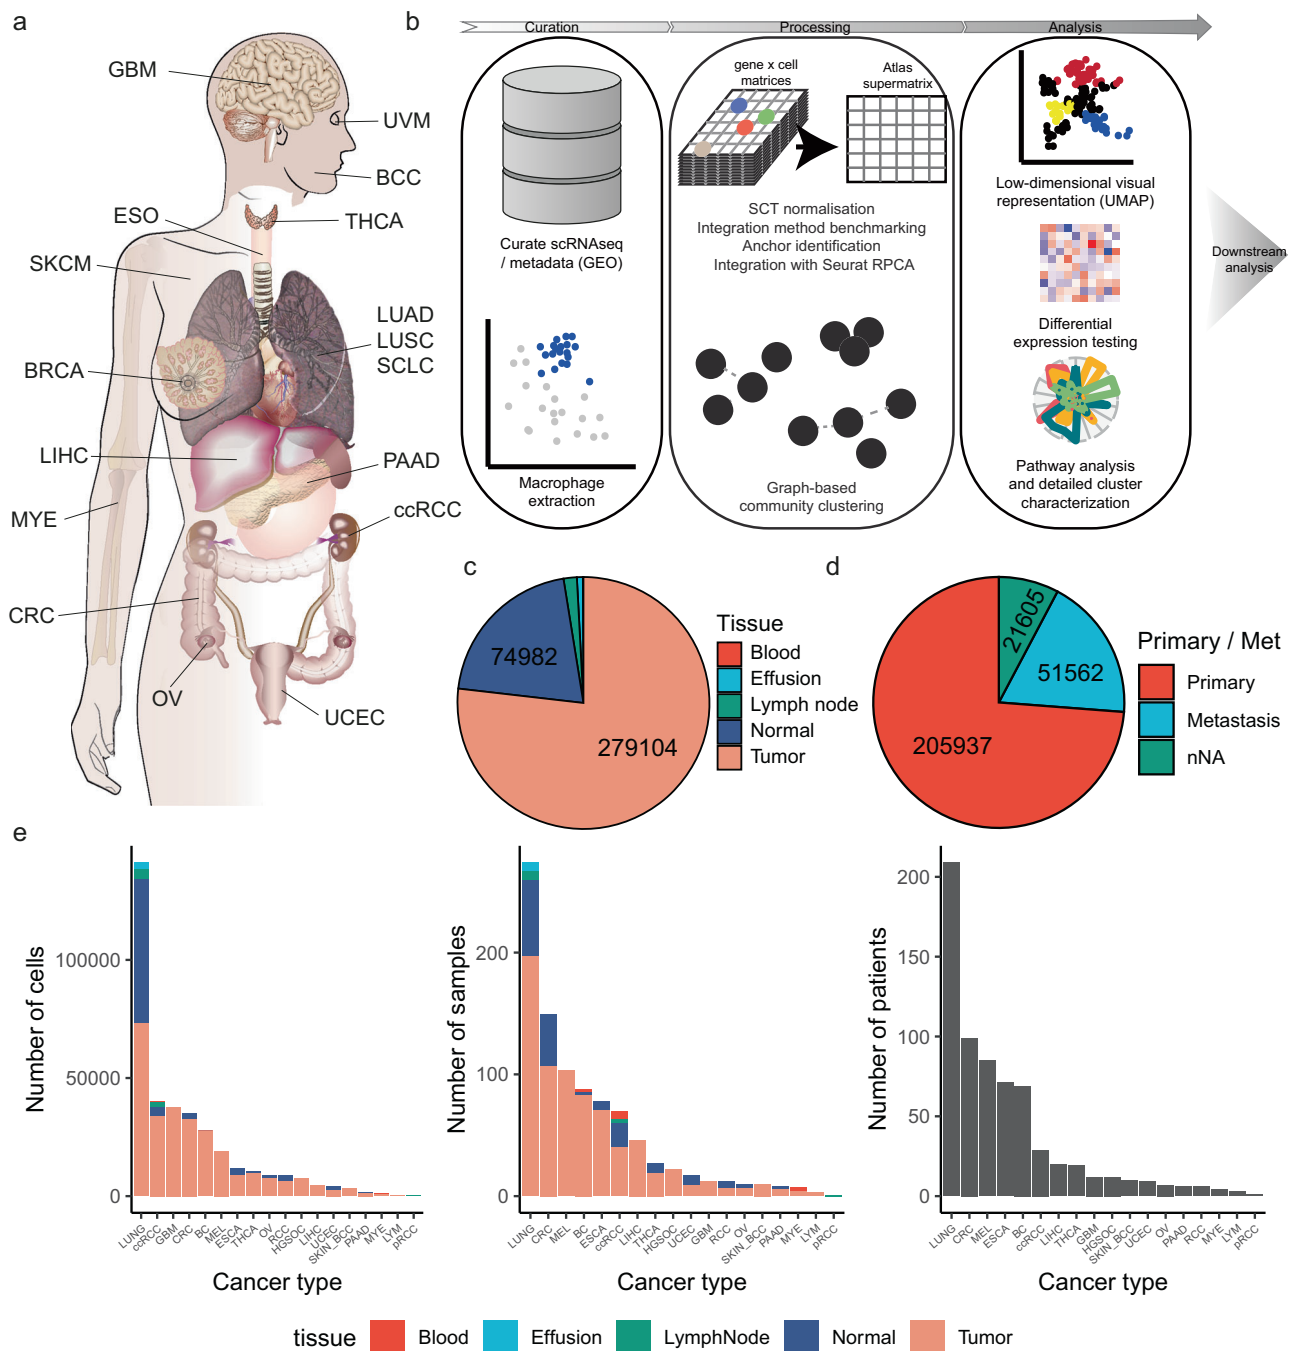 a
GBM
UVM
BCC
ESO
THCA
SKCM
LUAD
LUSC
SCLC
BRCA
LIHC
PAAD
MYE
ccRCC
CRC
OV
UCEC
b
Curation
Processing
Analysis
Curate scRNAseq
/ metadata (GEO)
Macrophage
extraction
gene x cell
matrices
Atlas
supermatrix
SCT normalisation
Integration method benchmarking
Anchor identification
Integration with Seurat RPCA
Graph-based
community clustering
Low-dimensional visual
representation (UMAP)
Differential
expression testing
Pathway analysis
and detailed cluster
characterization
Downstream
analysis
c
74982
279104
Tissue
Blood
Effusion
Lymph node
Normal
Tumor
d
21605
51562
205937
Primary / Met
Primary
Metastasis
nNA
e
Number of cells
100000
50000
0
LUNG
ccRCC
GBM
CRC
BC
MEL
ESCA
THCA
OV
RCC
HGSOC
LIHC
UCEC
SKIN_BCC
PAAD
MYE
LYM
pRCC
Cancer type
Number of samples
200
100
0
LUNG
CRC
MEL
BC
ESCA
ccRCC
LIHC
THCA
HGSOC
UCEC
GBM
RCC
OV
SKIN_BCC
PAAD
MYE
LYM
pRCC
Cancer type
Number of patients
200
150
100
50
0
LUNG
CRC
MEL
ESCA
BC
ccRCC
LIHC
THCA
GBM
HGSOC
SKIN_BCC
UCEC
OV
PAAD
RCC
MYE
LYM
pRCC
Cancer type
tissue
Blood
Effusion
LymphNode
Normal
Tumor